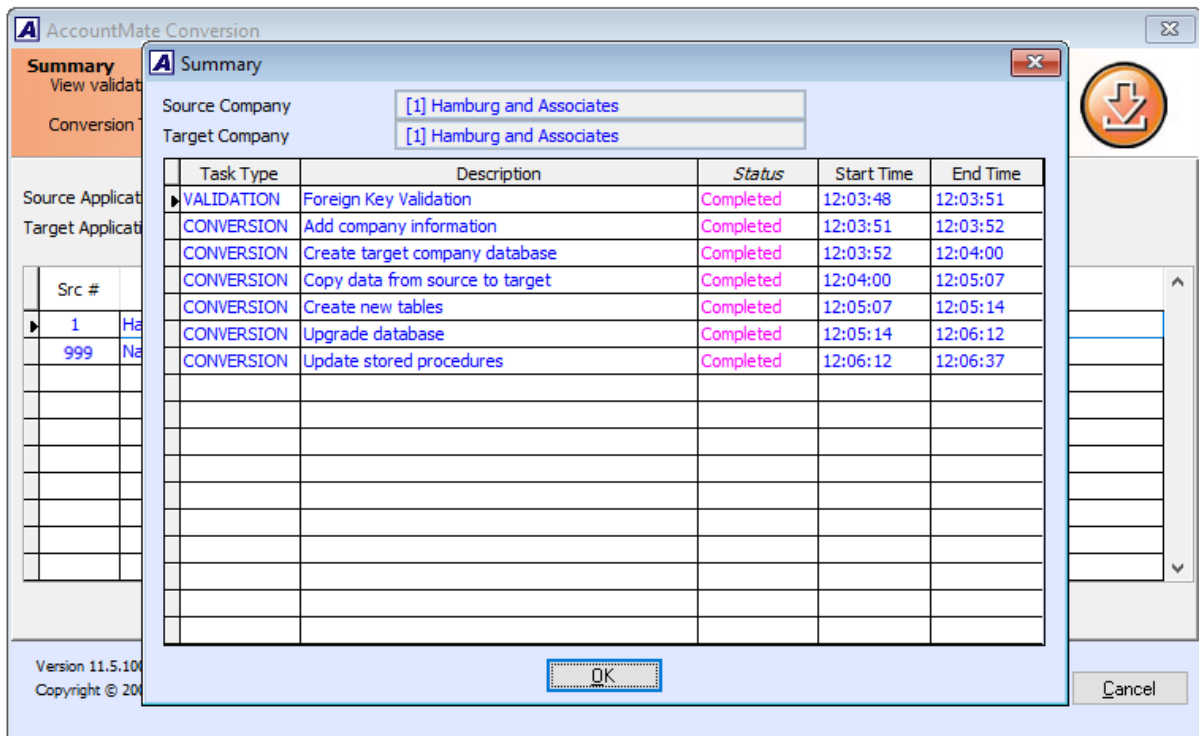 AccountMate Conversion
Summary
View validat
Conversion
Source Applicat
Target Applicati
Src #
1 Ha
999 Na
Version 11.5.100
Copyright © 200
Cancel
Summary
Source Company [1] Hamburg and Associates
Target Company [1] Hamburg and Associates
Task Type Description Status Start Time End Time
VALIDATION Foreign Key Validation Completed 12:03:48 12:03:51
CONVERSION Add company information Completed 12:03:51 12:03:52
CONVERSION Create target company database Completed 12:03:52 12:04:00
CONVERSION Copy data from source to target Completed 12:04:00 12:05:07
CONVERSION Create new tables Completed 12:05:07 12:05:14
CONVERSION Upgrade database Completed 12:05:14 12:06:12
CONVERSION Update stored procedures Completed 12:06:12 12:06:37
OK